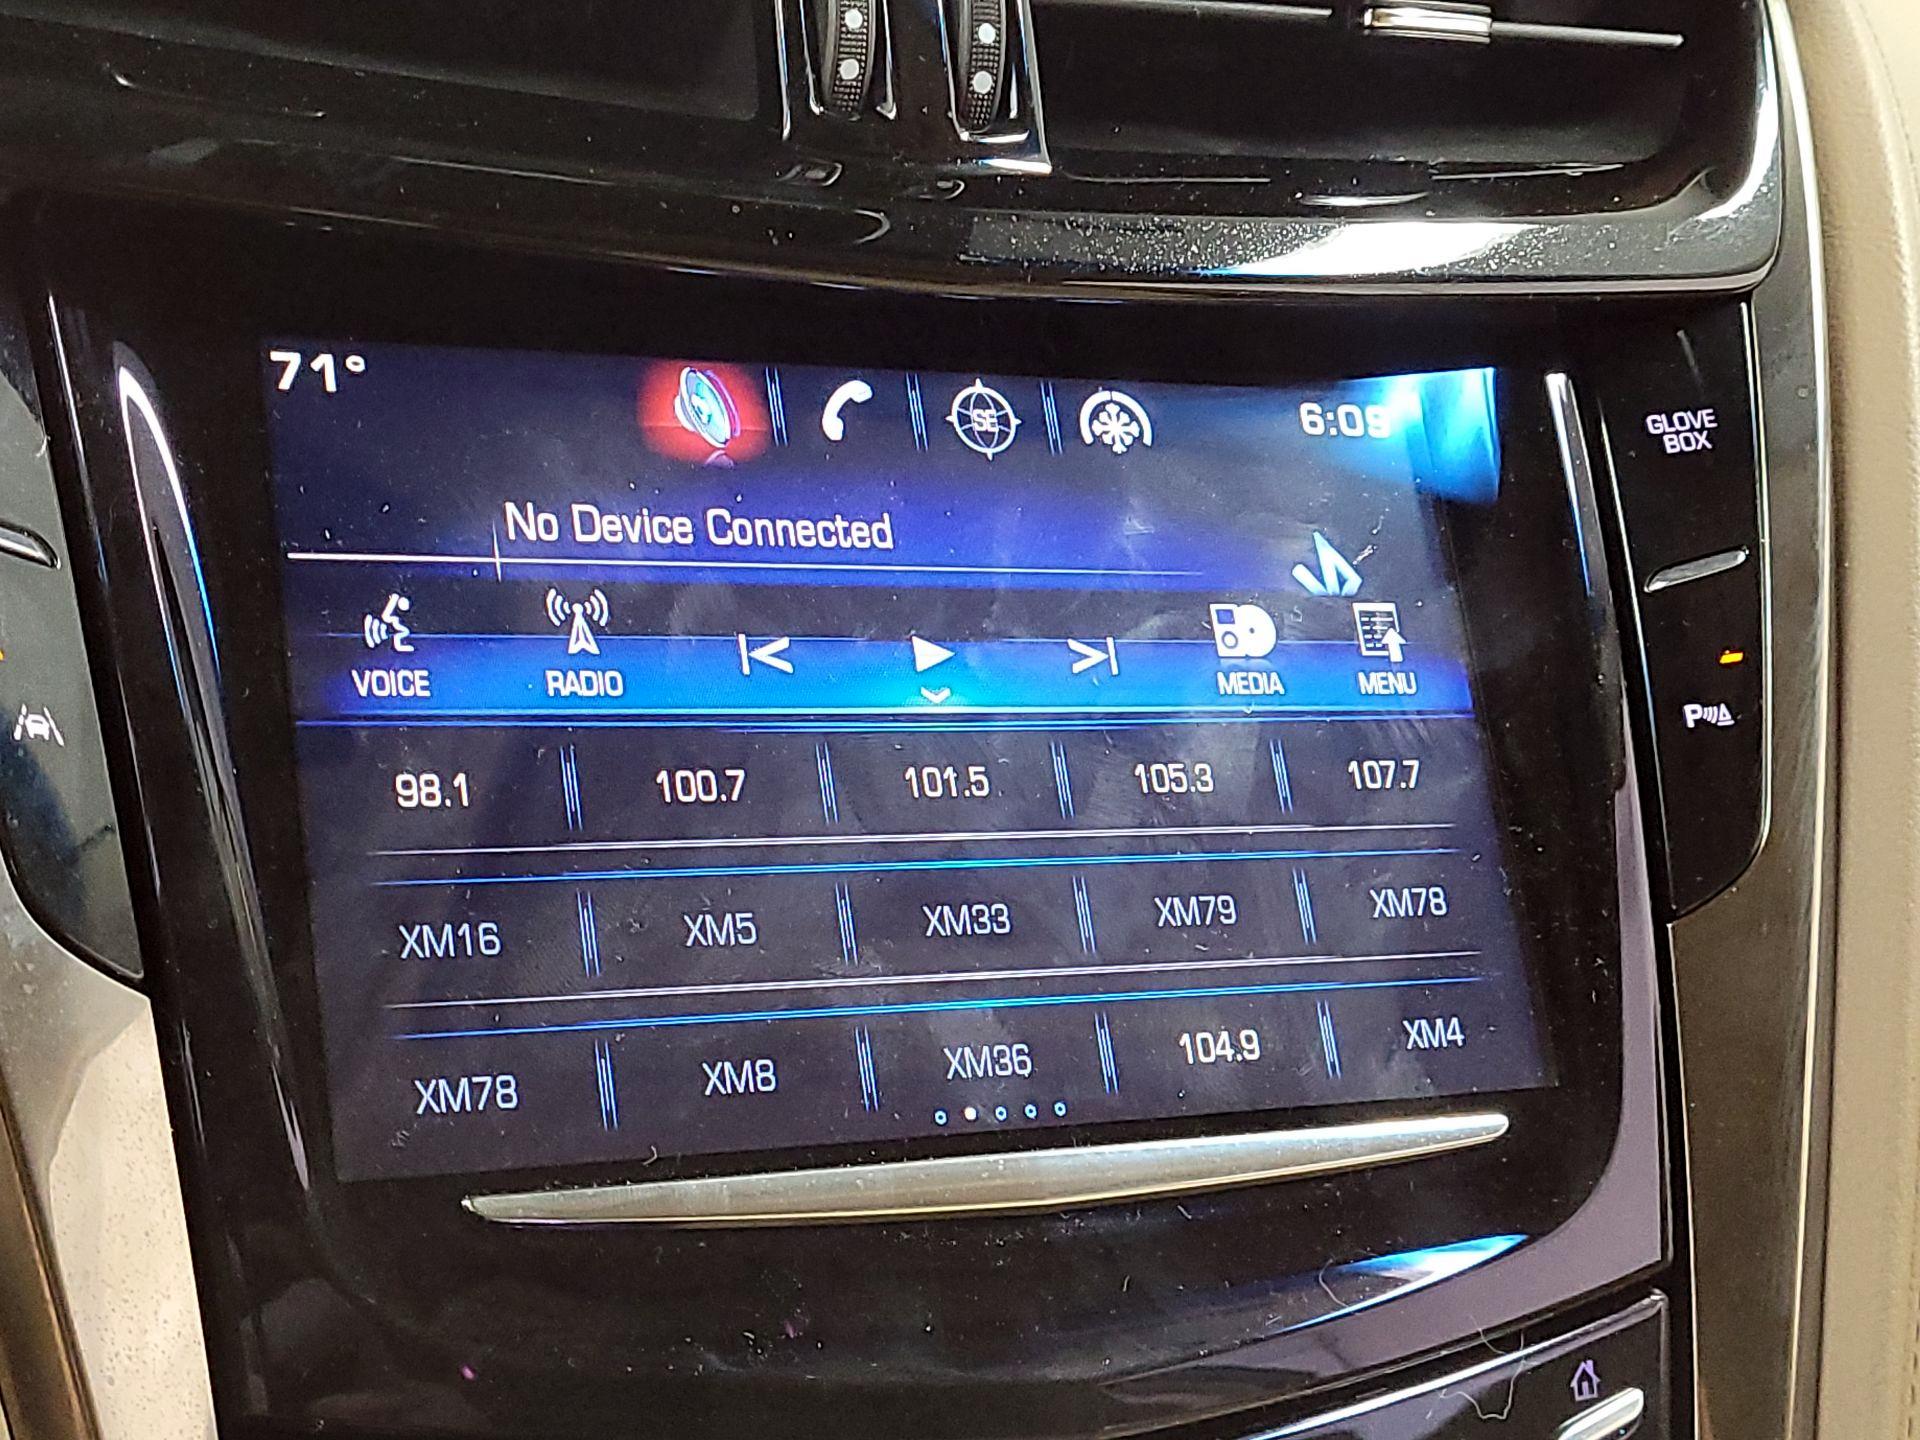 71°
SE
6:09
GLOVE
BOX
No Device Connected
VOICE RADIO MEDIA MENU
P
98.1 100.7 101.5 105.3 107.7
XM16 XM5 XM33 XM79 XM78
XM78 XM8 XM36 104.9 XM4